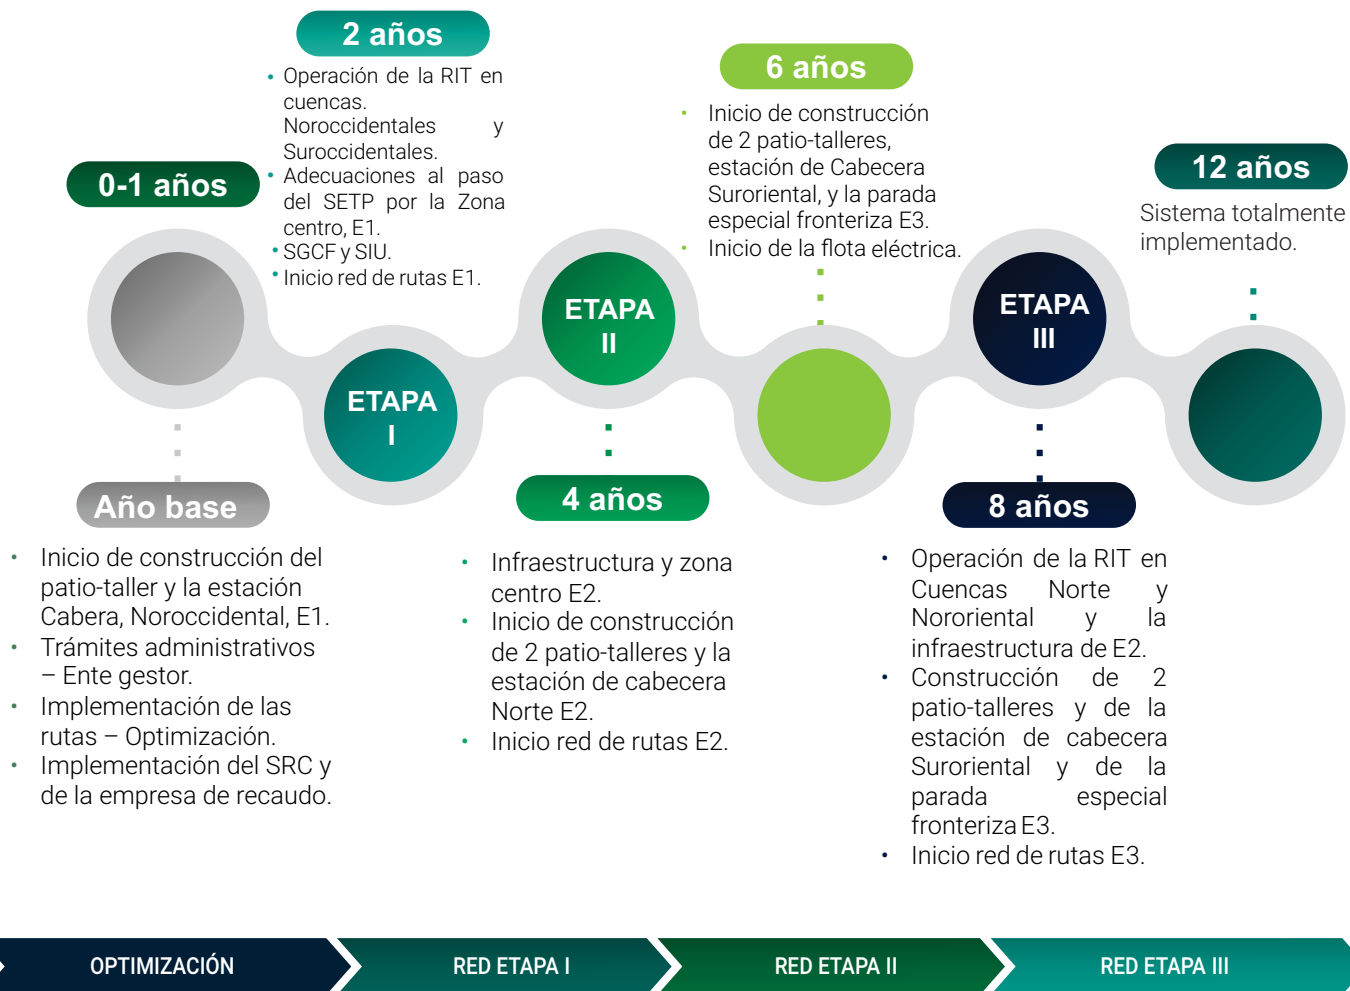 0-1 años
Año base
• Inicio de construcción del
patio-taller y la estación
Cabera, Noroccidental, E1.
• Trámites administrativos
– Ente gestor.
• Implementación de las
rutas – Optimización.
• Implementación del SRC y
de la empresa de recaudo.
2 años
• Operación de la RIT en
cuencas.
Noroccidentales y
Suroccidentales.
• Adecuaciones al paso
del SETP por la Zona
centro, E1.
• SGCF y SIU.
• Inicio red de rutas E1.
ETAPA
I
ETAPA
II
4 años
• Infraestructura y zona
centro E2.
• Inicio de construcción
de 2 patio-talleres y la
estación de cabecera
Norte E2.
• Inicio red de rutas E2.
6 años
• Inicio de construcción
de 2 patio-talleres,
estación de Cabecera
Suroriental, y la parada
especial fronteriza E3.
• Inicio de la flota eléctrica.
ETAPA
III
8 años
• Operación de la RIT en
Cuencas Norte y
Nororiental y la
infraestructura de E2.
• Construcción de 2
patio-talleres y de la
estación de cabecera
Suroriental y de la
parada especial
fronteriza E3.
• Inicio red de rutas E3.
12 años
Sistema totalmente
implementado.
OPTIMIZACIÓN
RED ETAPA I
RED ETAPA II
RED ETAPA III